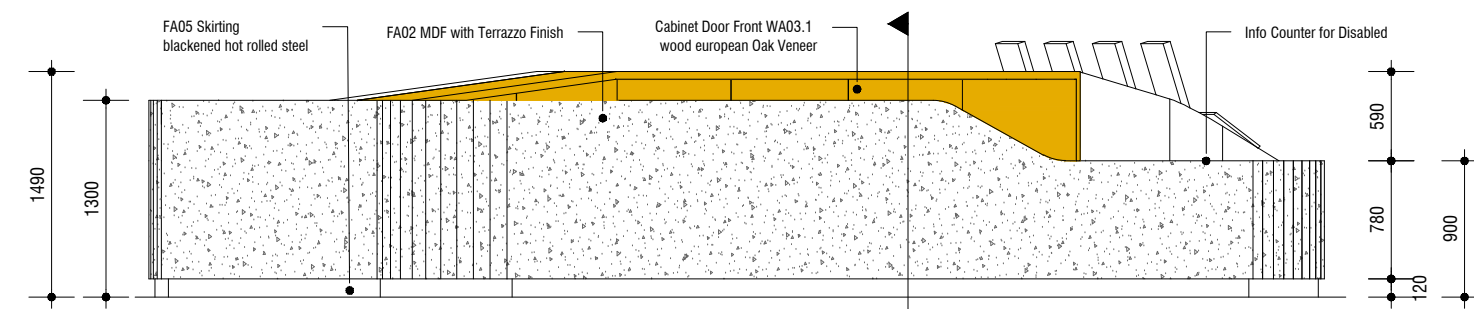 FA05 Skirting
blackened hot rolled steel
FA02 MDF with Terrazzo Finish
Cabinet Door Front WA03.1
wood european Oak Veneer
Info Counter for Disabled
1490
1300
590
780
900
120